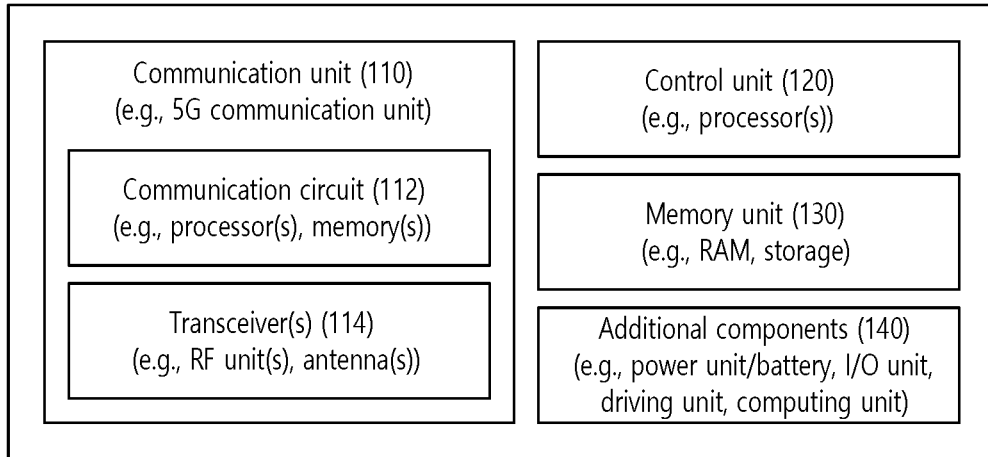 Communication unit (110)
(e.g., 5G communication unit)
Communication circuit (112)
(e.g., processor(s), memory(s))
Transceiver(s) (114)
(e.g., RF unit(s), antenna(s))
Control unit (120)
(e.g., processor(s))
Memory unit (130)
(e.g., RAM, storage)
Additional components (140)
(e.g., power unit/battery, I/O unit,
driving unit, computing unit)